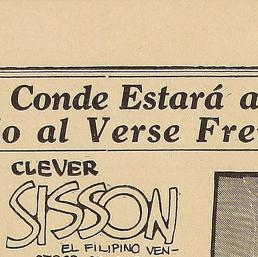 Conde Estará a
o al Verse Fre
CLEVER
SISSON
EL FILIPINO VEN-